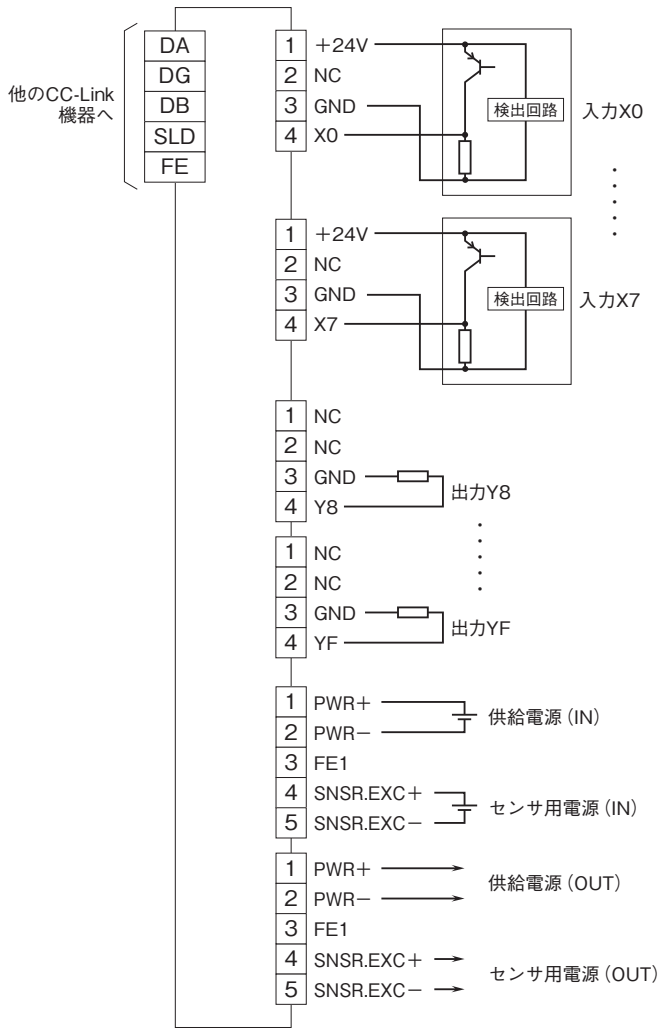 他のCC-Link
機器へ
DA
DG
DB
SLD
FE
1 +24V
2 NC
3 GND
4 X0
検出回路
入力X0
1 +24V
2 NC
3 GND
4 X7
検出回路
入力X7
1 NC
2 NC
3 GND
4 Y8
出力Y8
1 NC
2 NC
3 GND
4 YF
出力YF
1 PWR+
2 PWR−
3 FE1
4 SNSR.EXC+
5 SNSR.EXC−
供給電源(IN)
センサ用電源(IN)
1 PWR+
2 PWR−
3 FE1
4 SNSR.EXC+
5 SNSR.EXC−
供給電源(OUT)
センサ用電源(OUT)